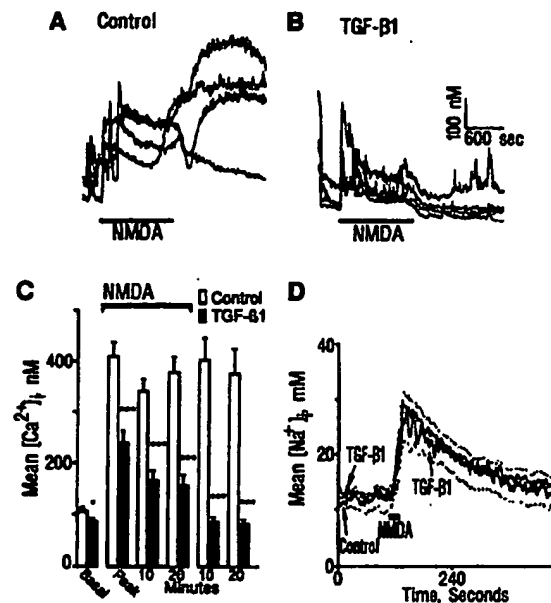 A Control
B TGF-β1
100 nM
600 sec
NMDA
NMDA
C
NMDA
Control
TGF-β1
Mean [Ca2+]i, nM
400
200
0
Basal
Peak
10
20
10
20
Minutes
D
Mean [Na+]i, mM
40
20
0
TGF-β1
TGF-β1
Control
NMDA
0
240
Time, Seconds